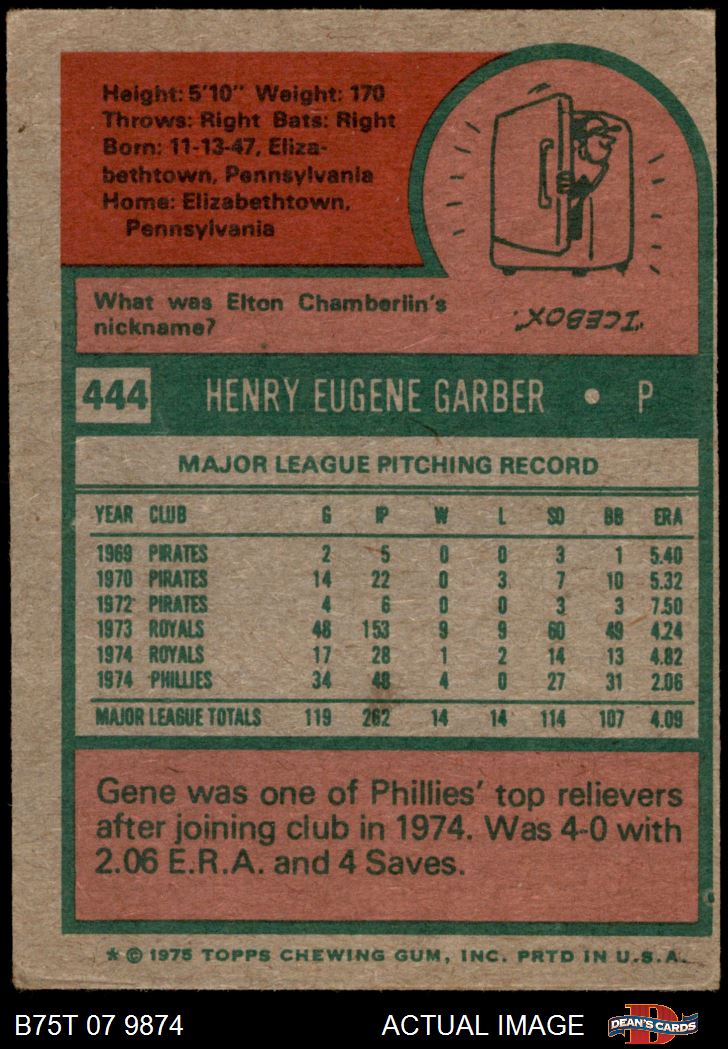 Height: 5'10" Weight: 170
Throws: Right Bats: Right
Born: 11-13-47, Eliza-
bethtown, Pennsylvania
Home: Elizabethtown,
Pennsylvania
What was Elton Chamberlin's
nickname?
"ICEBOX".
444 HENRY EUGENE GARBER • P
MAJOR LEAGUE PITCHING RECORD
YEAR CLUB G IP W L SO BB ERA
1969 PIRATES 2 5 0 0 3 1 5.40
1970 PIRATES 14 22 0 3 7 10 5.32
1972 PIRATES 4 6 0 0 3 3 7.50
1973 ROYALS 48 153 9 9 60 49 4.24
1974 ROYALS 17 28 1 2 14 13 4.82
1974 PHILLIES 34 48 4 0 27 31 2.06
MAJOR LEAGUE TOTALS 119 262 14 14 114 107 4.09
Gene was one of Phillies' top relievers
after joining club in 1974. Was 4-0 with
2.06 E.R.A. and 4 Saves.
* © 1975 TOPPS CHEWING GUM, INC. PRTD IN U.S.A.
B75T 07 9874 ACTUAL IMAGE D DEAN'S CARDS